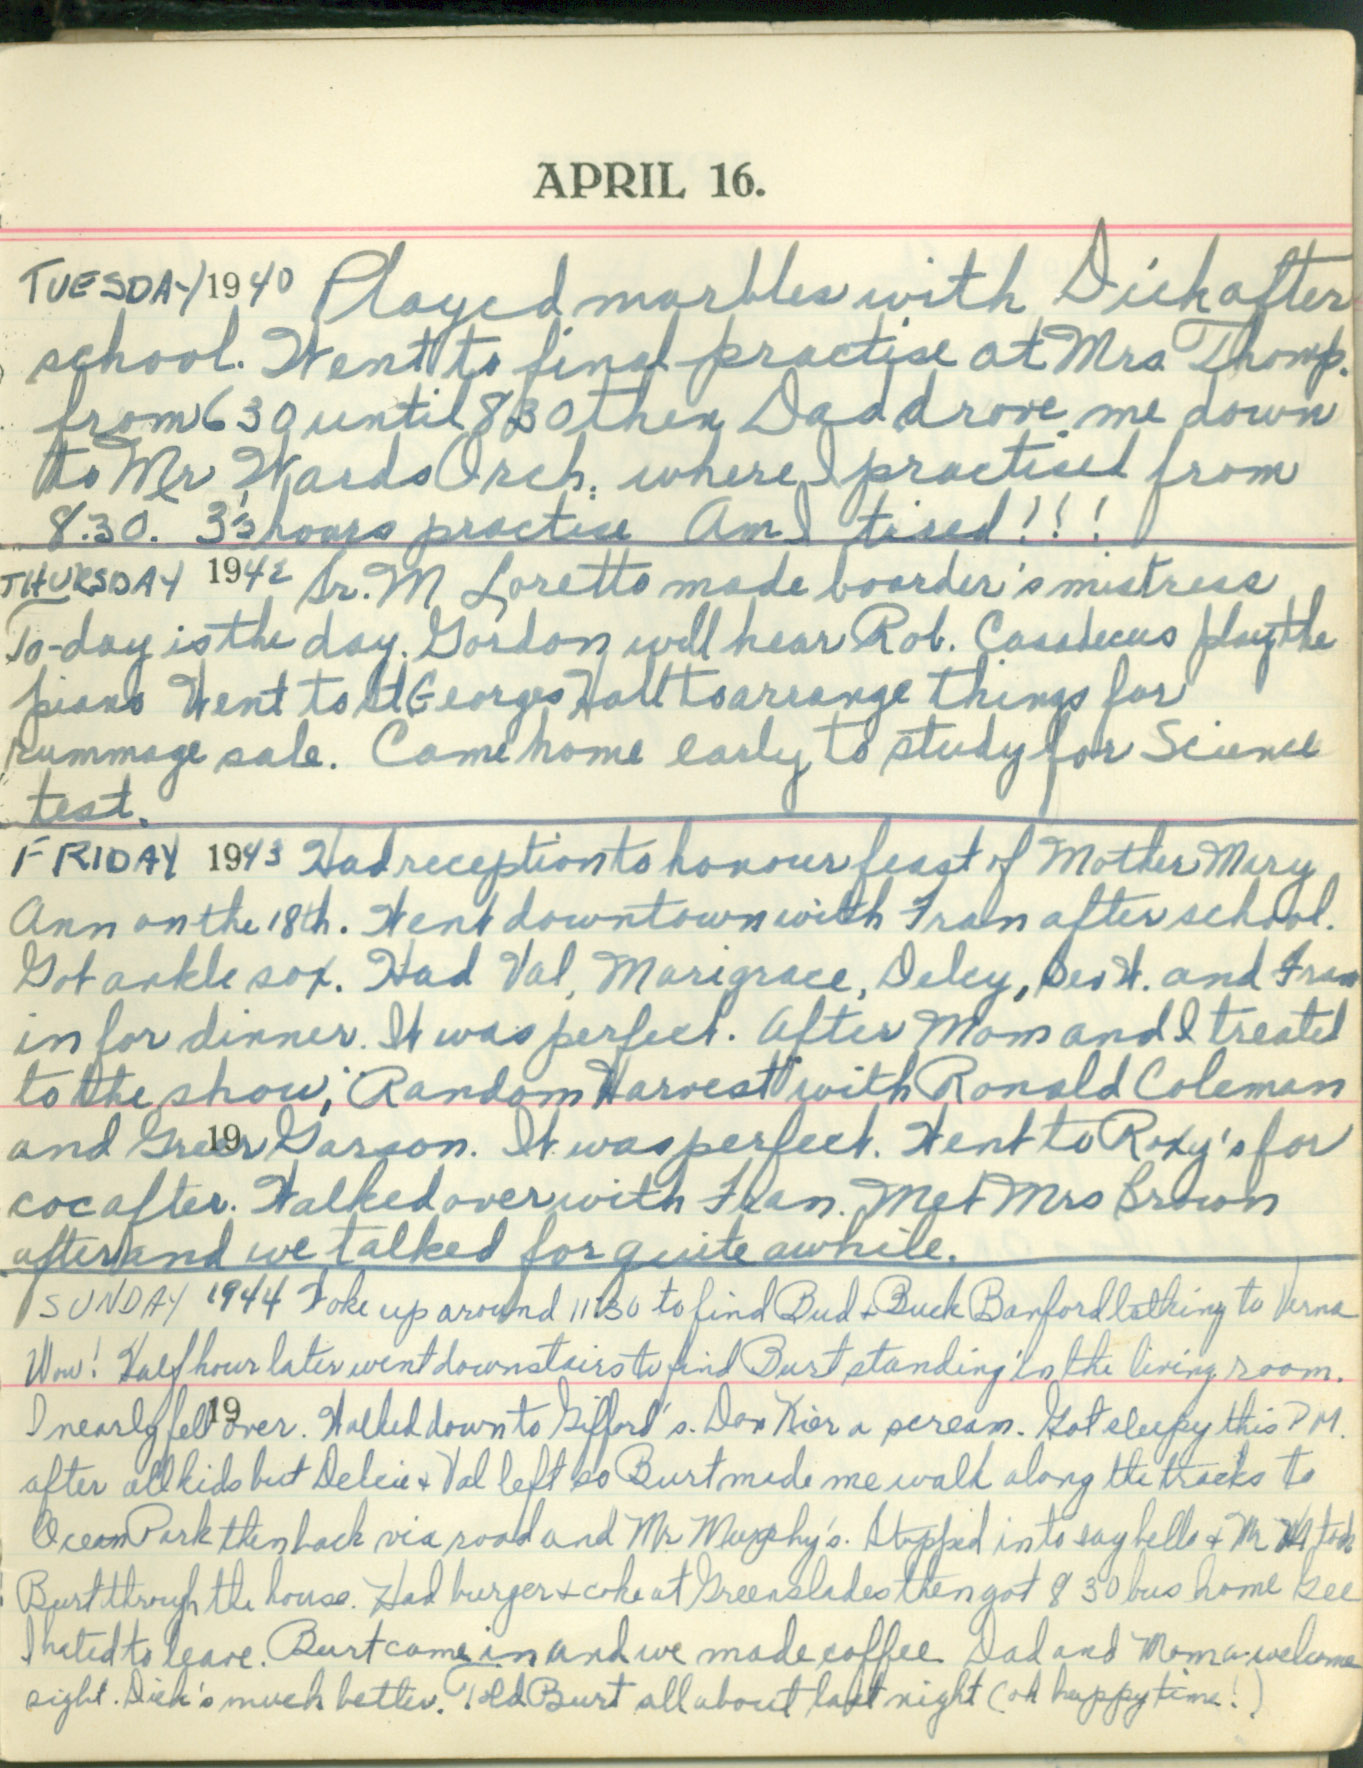 APRIL 16.
TUESDAY 1940 Played marbles with Dick after
school. Went to final practise at Mrs. Thomp.
from 6 30 until 8 30 then Dad drove me down
to Mr Wards Orch. where I practised from
8.30. hours practise Am I tired!!!
THURSDAY 1942 Sr. M Loretto made boarder's mistress
To-day is the day. Gordon will hear Rob. Casadecus play the
piano Went to St Georges Hall to arrange things for
rummage sale. Came home early to study for Science
test.
FRIDAY 1943 Had reception to honour feast of Mother Mary
Ann on the 18th. Went downtown with Fran after school.
Got ankle sox. Had Val, Marigrace, Delcy, Bev W. and Fran
in for dinner. It was perfect. After Mom and I treated
to the show, "Random Harvest" with Ronald Coleman
and Greer Garson. It was perfect. Went to Roxy's for
19
coc after. Walked over with Fran. Met Mrs Brown
after and we talked for quite awhile.
SUNDAY 1944 Woke up around 11:30 to find Bud & Buck Banford talking to Verna
Wow! Half hour later went downstairs to find Burt standing in the living room.
19
I nearly fell over. Walked down to Gifford's. Don Kier a scream. Got sleepy this P M.
after all kids but Delcie & Val left so Burt made me walk along the tracks to
Ocean Park then back via road and Mr Murphy's. Stopped in to say hello & Mr M took
Burt through the house. Had burger & coke at Greenslades then got 8 30 bus home Gee
I hated to leave. Burt came in and we made coffee. Dad and Mom a welcome
sight. Dick's much better. Told Burt all about last night (oh happy time!)